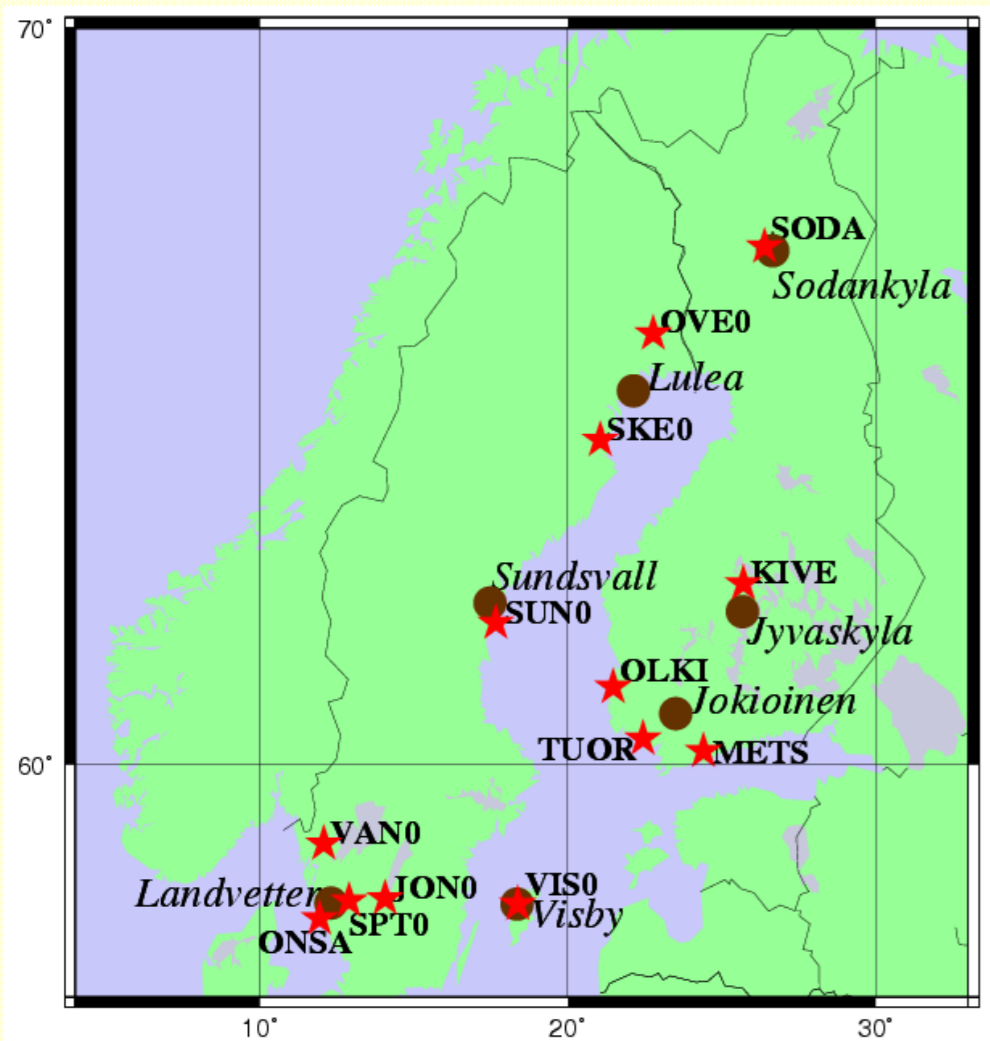 70°
SODA
Sodankyla
OVE0
Lulea
SKE0
Sundsvall
KIVE
SUN0
Jyvaskyla
OLKI
Jokioinen
TUOR
METS
60°
VAN0
Landvetter
JON0
VIS0
Visby
SPT0
ONSA
10°
20°
30°